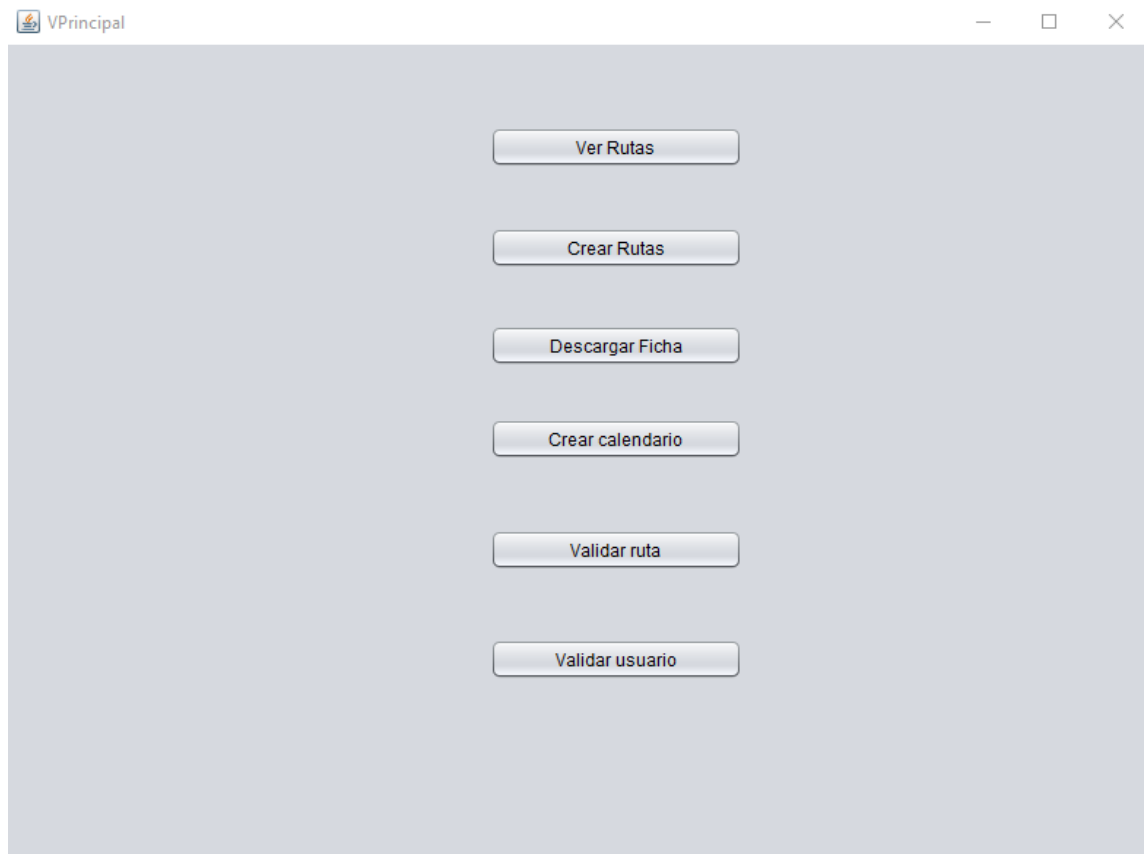 VPrincipal
Ver Rutas
Crear Rutas
Descargar Ficha
Crear calendario
Validar ruta
Validar usuario